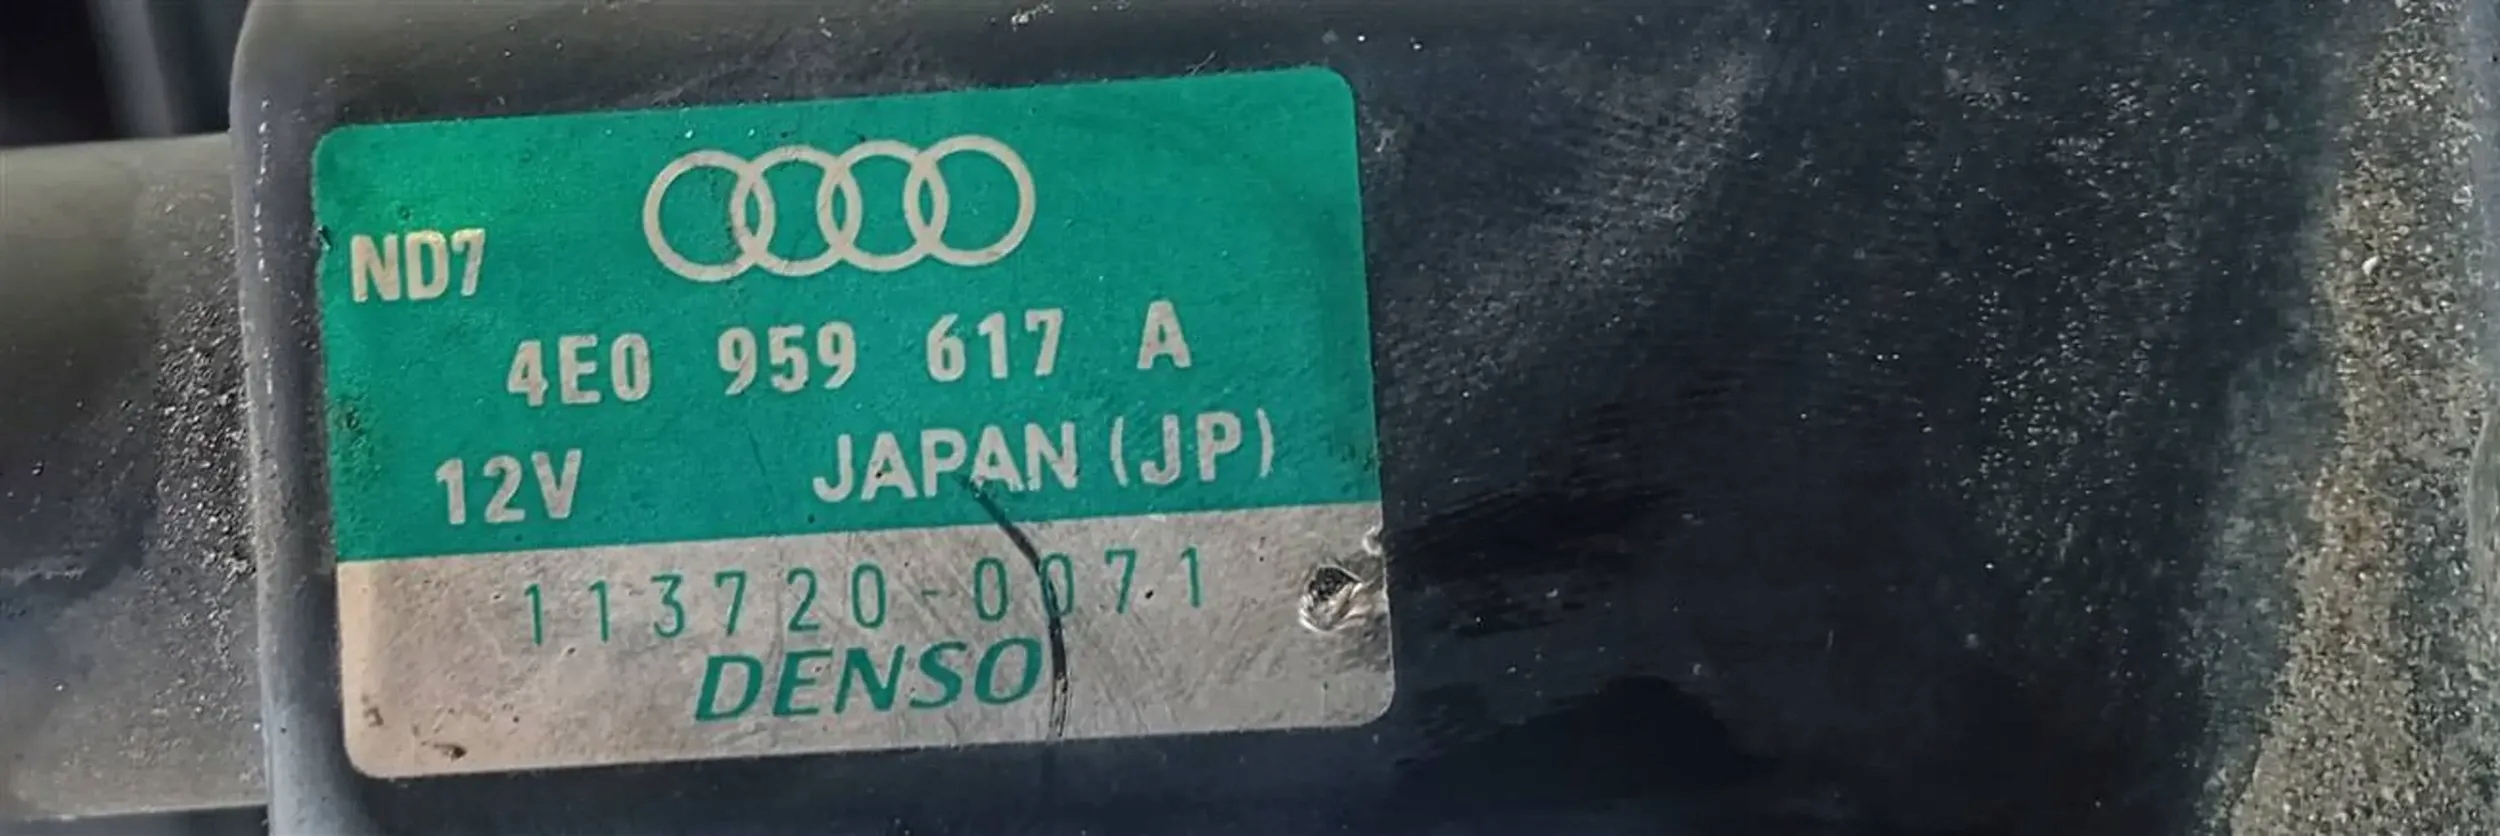 ND7
4E0 959 617 A
12V JAPAN (JP)
113720-0071
DENSO